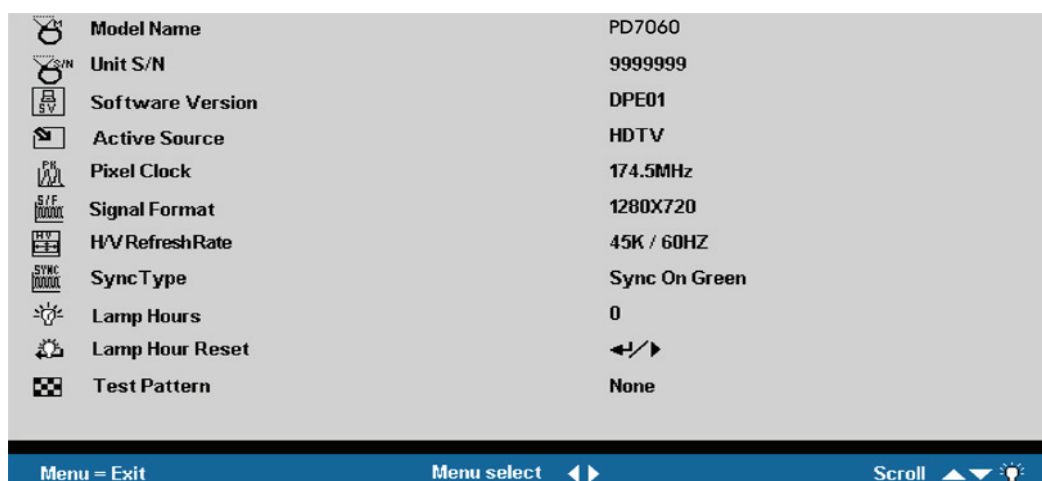 Model Name PD7060
Unit S/N 9999999
Software Version DPE01
Active Source HDTV
Pixel Clock 174.5MHz
Signal Format 1280X720
H/V RefreshRate 45K / 60HZ
SyncType Sync On Green
Lamp Hours 0
Lamp Hour Reset
Test Pattern None
Menu = Exit Menu select Scroll